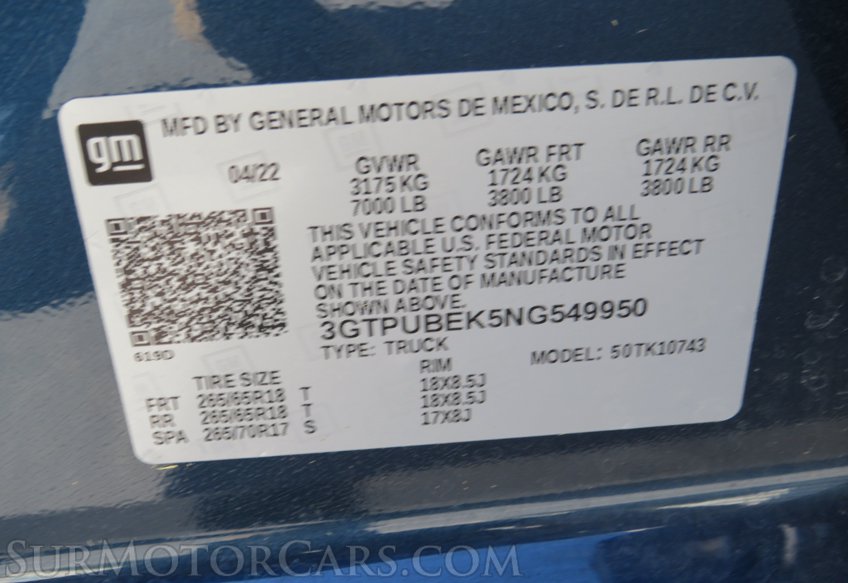 gm
MFD BY GENERAL MOTORS DE MEXICO, S. DE R.L. DE C.V.
04/22 GVWR GAWR FRT GAWR RR
3175 KG 1724 KG 1724 KG
7000 LB 3800 LB 3800 LB
THIS VEHICLE CONFORMS TO ALL
APPLICABLE U.S. FEDERAL MOTOR
VEHICLE SAFETY STANDARDS IN EFFECT
ON THE DATE OF MANUFACTURE
SHOWN ABOVE.
3GTPUBEK5NG549950
619D TYPE: TRUCK MODEL: 50TK10743
TIRE SIZE RIM
FRT 265/65R18 T 18X8.5J
RR 265/65R18 T 18X8.5J
SPA 265/70R17 S 17X8J
SurMotorCars.com